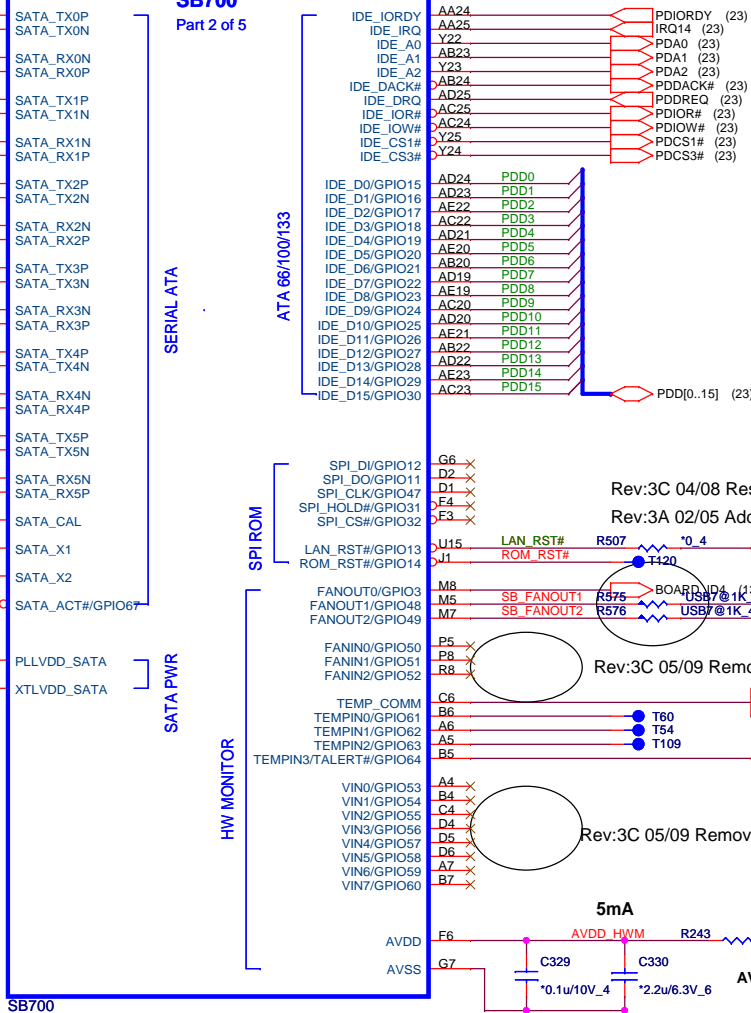 SB700
Part 2 of 5
SATA_TX0P
SATA_TX0N
SATA_RX0N
SATA_RX0P
SATA_TX1P
SATA_TX1N
SATA_RX1N
SATA_RX1P
SATA_TX2P
SATA_TX2N
SATA_RX2N
SATA_RX2P
SATA_TX3P
SATA_TX3N
SATA_RX3N
SATA_RX3P
SATA_TX4P
SATA_TX4N
SATA_RX4N
SATA_RX4P
SATA_TX5P
SATA_TX5N
SATA_RX5N
SATA_RX5P
SATA_CAL
SATA_X1
SATA_X2
SATA_ACT#/GPIO67
PLLVDD_SATA
XTLVDD_SATA
SERIAL ATA
SATA PWR
ATA 66/100/133
SPI ROM
HW MONITOR
IDE_IORDY AA24 PDIORDY (23)
IDE_IRQ AA25 IRQ14 (23)
IDE_A0 Y22 PDA0 (23)
IDE_A1 AB23 PDA1 (23)
IDE_A2 Y23 PDA2 (23)
IDE_DACK# AB24 PDDACK# (23)
IDE_DRQ AD25 PDDREQ (23)
IDE_IOR# AC25 PDIOR# (23)
IDE_IOW# AC24 PDIOW# (23)
IDE_CS1# Y25 PDCS1# (23)
IDE_CS3# Y24 PDCS3# (23)
IDE_D0/GPIO15 AD24 PDD0
IDE_D1/GPIO16 AD23 PDD1
IDE_D2/GPIO17 AE22 PDD2
IDE_D3/GPIO18 AC22 PDD3
IDE_D4/GPIO19 AD21 PDD4
IDE_D5/GPIO20 AE20 PDD5
IDE_D6/GPIO21 AB20 PDD6
IDE_D7/GPIO22 AD19 PDD7
IDE_D8/GPIO23 AE19 PDD8
IDE_D9/GPIO24 AC20 PDD9
IDE_D10/GPIO25 AD20 PDD10
IDE_D11/GPIO26 AE21 PDD11
IDE_D12/GPIO27 AB22 PDD12
IDE_D13/GPIO28 AD22 PDD13
IDE_D14/GPIO29 AE23 PDD14
IDE_D15/GPIO30 AC23 PDD15 PDD[0..15] (23)
SPI_DI/GPIO12 G6
SPI_DO/GPIO11 D2
SPI_CLK/GPIO47 D1
SPI_HOLD#/GPIO31 F4
SPI_CS#/GPIO32 F3
Rev:3C 04/08 Res
Rev:3A 02/05 Add
LAN_RST#/GPIO13 U15 LAN_RST# R507 *0_4
ROM_RST#/GPIO14 J1 ROM_RST# T120
FANOUT0/GPIO3 M8 BOARD_ID4
FANOUT1/GPIO48 M5 SB_FANOUT1 R575 *USB7@1K_
FANOUT2/GPIO49 M7 SB_FANOUT2 R576 USB7@1K_4
FANIN0/GPIO50 P5
FANIN1/GPIO51 P8
FANIN2/GPIO52 R8
Rev:3C 05/09 Remo
TEMP_COMM C6
TEMPIN0/GPIO61 B6 T60
TEMPIN1/GPIO62 A6 T54
TEMPIN2/GPIO63 A5 T109
TEMPIN3/TALERT#/GPIO64 B5
VIN0/GPIO53 A4
VIN1/GPIO54 B4
VIN2/GPIO55 C4
VIN3/GPIO56 D4
VIN4/GPIO57 D5
VIN5/GPIO58 D6
VIN6/GPIO59 A7
VIN7/GPIO60 B7
Rev:3C 05/09 Remov
5mA
AVDD F6 AVDD_HWM R243
AVSS G7
C329
*0.1u/10V_4
C330
*2.2u/6.3V_6
AV
SB700